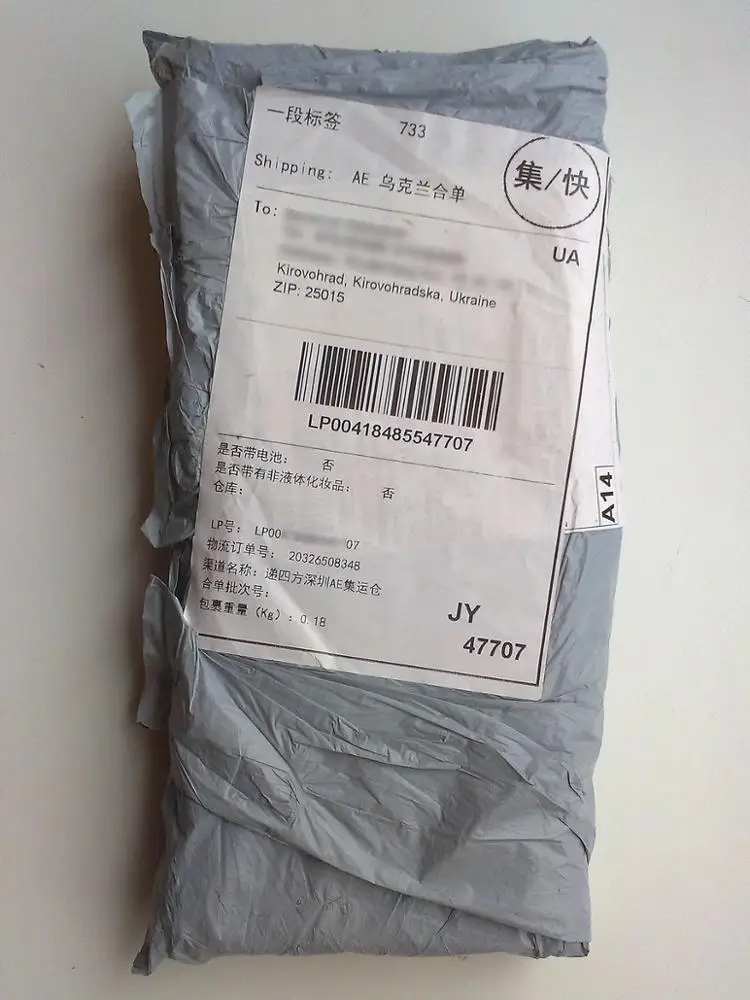 一段标签 733
集/快
Shipping: AE 乌克兰合单
To:
UA
Kirovohrad, Kirovohradska, Ukraine
ZIP: 25015
LP00418485547707
是否带电池: 否
是否带有非液体化妆品: 否
仓库:
A14
LP号: LP00 07
物流订单号: 20326508348
渠道名称: 递四方深圳AE集运仓
合单批次号:
包裹重量 (Kg) : 0.18
JY
47707